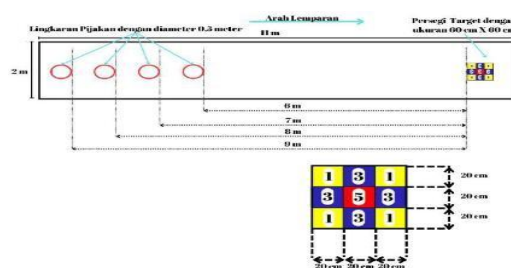 Lingkaran Pijakan dengan diameter 0,5 meter
Arah Lemparan
11 m
Persegi Target dengan
ukuran 60 cm X 60 cm
2 m
6 m
7 m
8 m
9 m
1 3 1
3 5 3
1 3 1
20 cm
20 cm
20 cm
20 cm 20 cm 20 cm